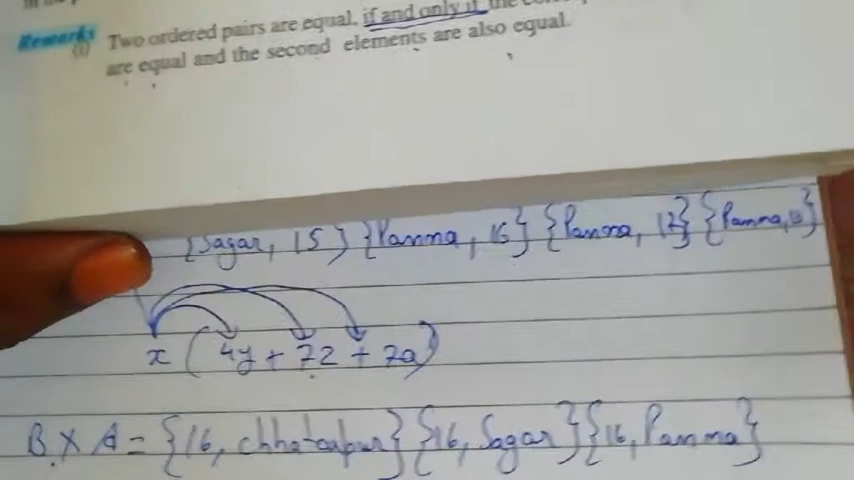 Remarks
(i) Two ordered pairs are equal, if and only if the
are equal and the second elements are also equal.
{Sagar, 15} {Panna, 16} {Panna, 17} {Panna,
x (4y + 7z + 7a)
B × A = {16, chhatarpur} {16, Sagar} {16, Panna}